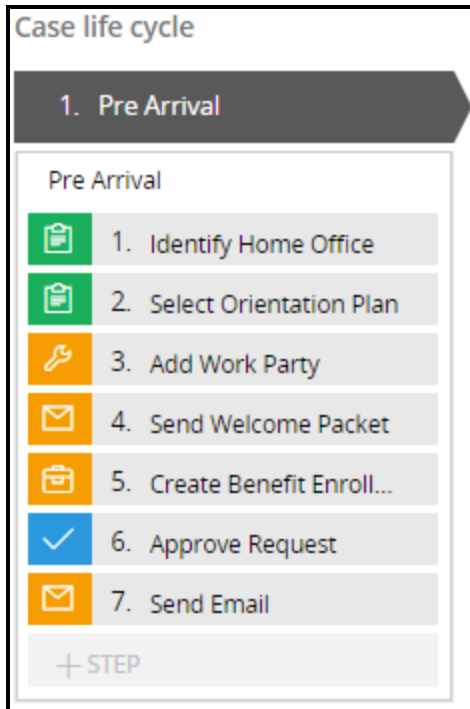 Case life cycle
1. Pre Arrival
Pre Arrival
1. Identify Home Office
2. Select Orientation Plan
3. Add Work Party
4. Send Welcome Packet
5. Create Benefit Enroll...
6. Approve Request
7. Send Email
+ STEP